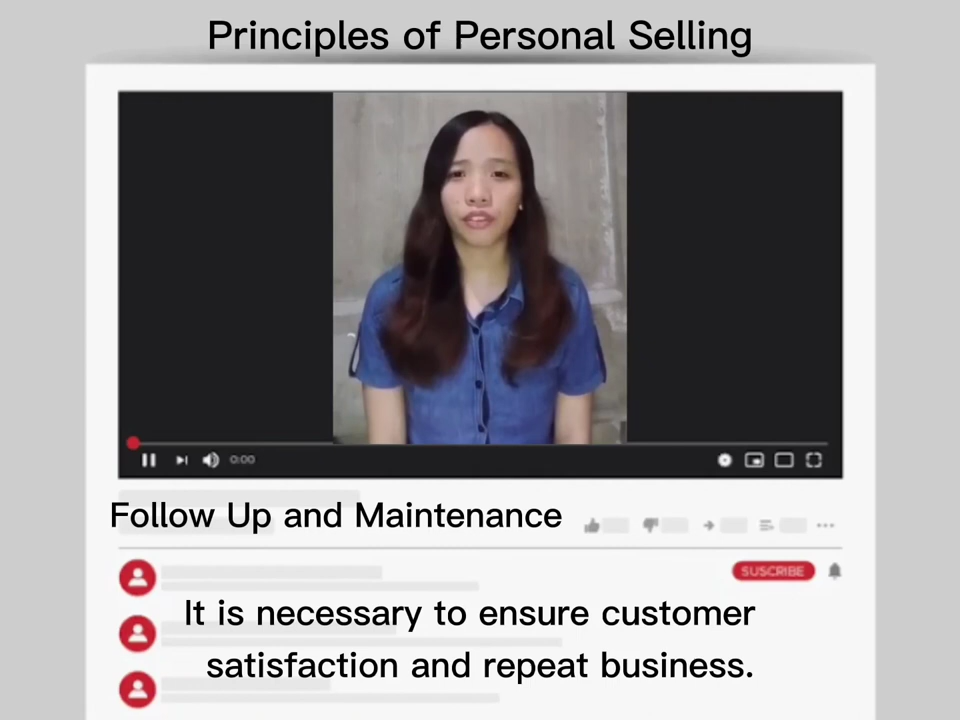 Principles of Personal Selling
0:00
Follow Up and Maintenance
SUSCRIBE
It is necessary to ensure customer
satisfaction and repeat business.